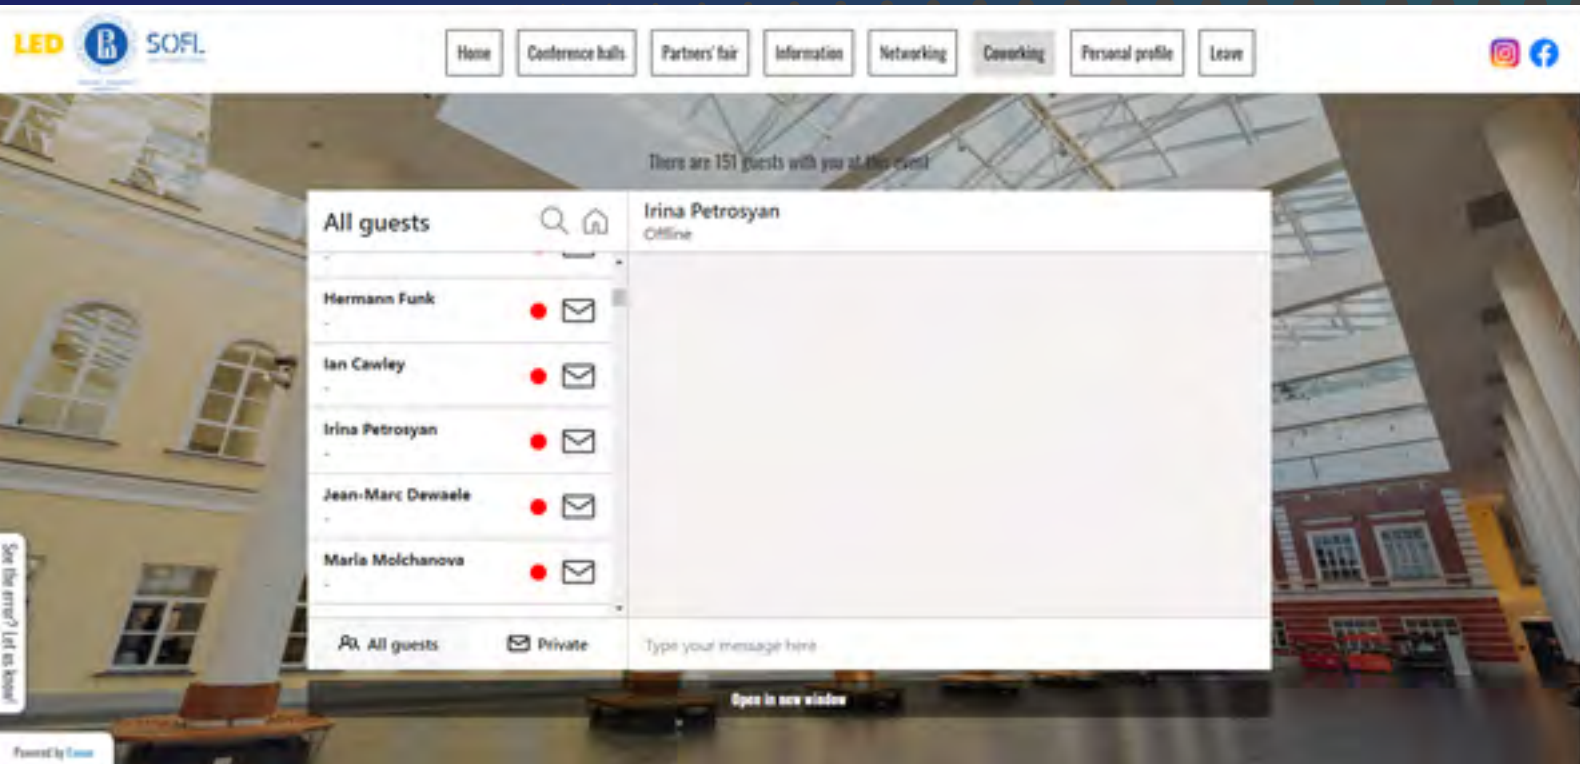 LED
SOFL
Home
Conference halls
Partners' fair
Information
Networking
Coworking
Personal profile
Leave
There are 151 guests with you at this event
All guests
Irina Petrosyan
Offline
-
Hermann Funk
-
Ian Cawley
-
Irina Petrosyan
-
Jean-Marc Dewaele
-
Maria Molchanova
-
All guests
Private
Type your message here
Open in new window
See the error? Let us know!
Powered by